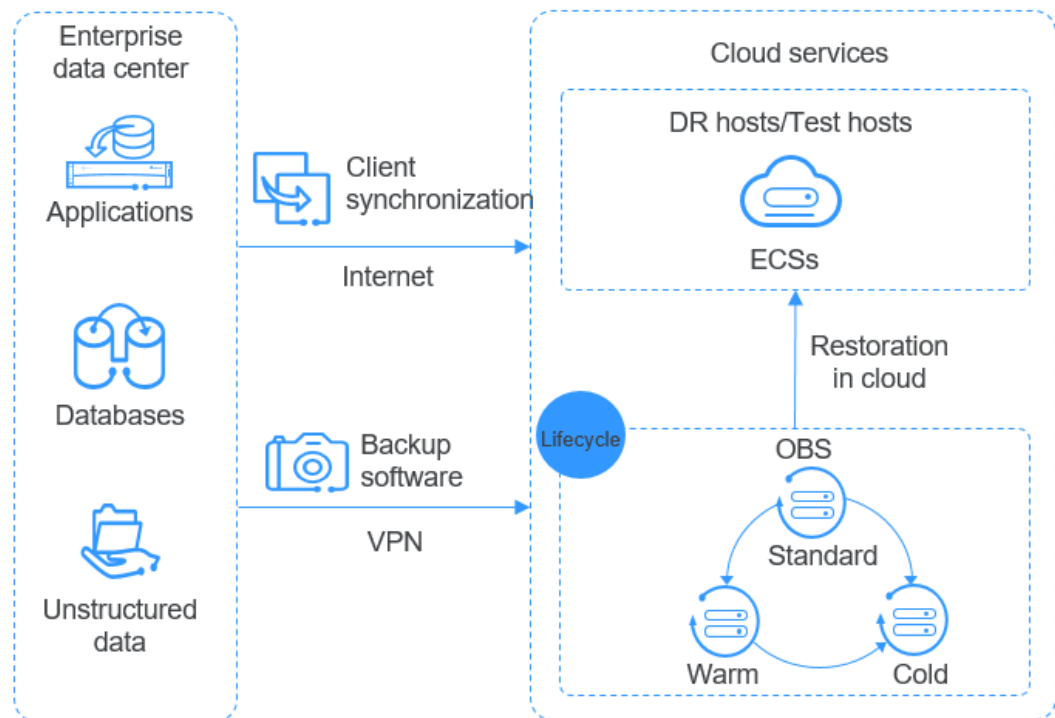 Enterprise
data center
Applications
Databases
Unstructured
data
Client
synchronization
Internet
Backup
software
VPN
Cloud services
DR hosts/Test hosts
ECSs
Restoration
in cloud
Lifecycle
OBS
Standard
Warm
Cold